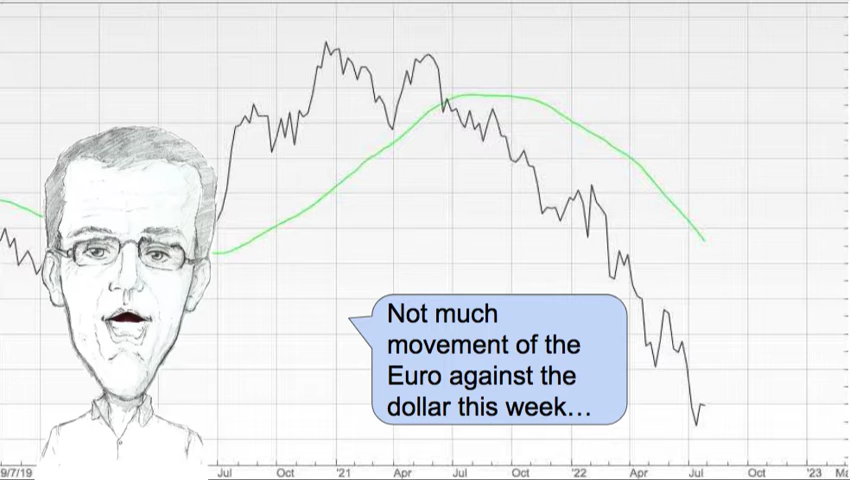 Not much
movement of the
Euro against the
dollar this week...
9/7/19 Jul Oct '21 Apr Jul Oct '22 Apr Jul Oct '23 Ma